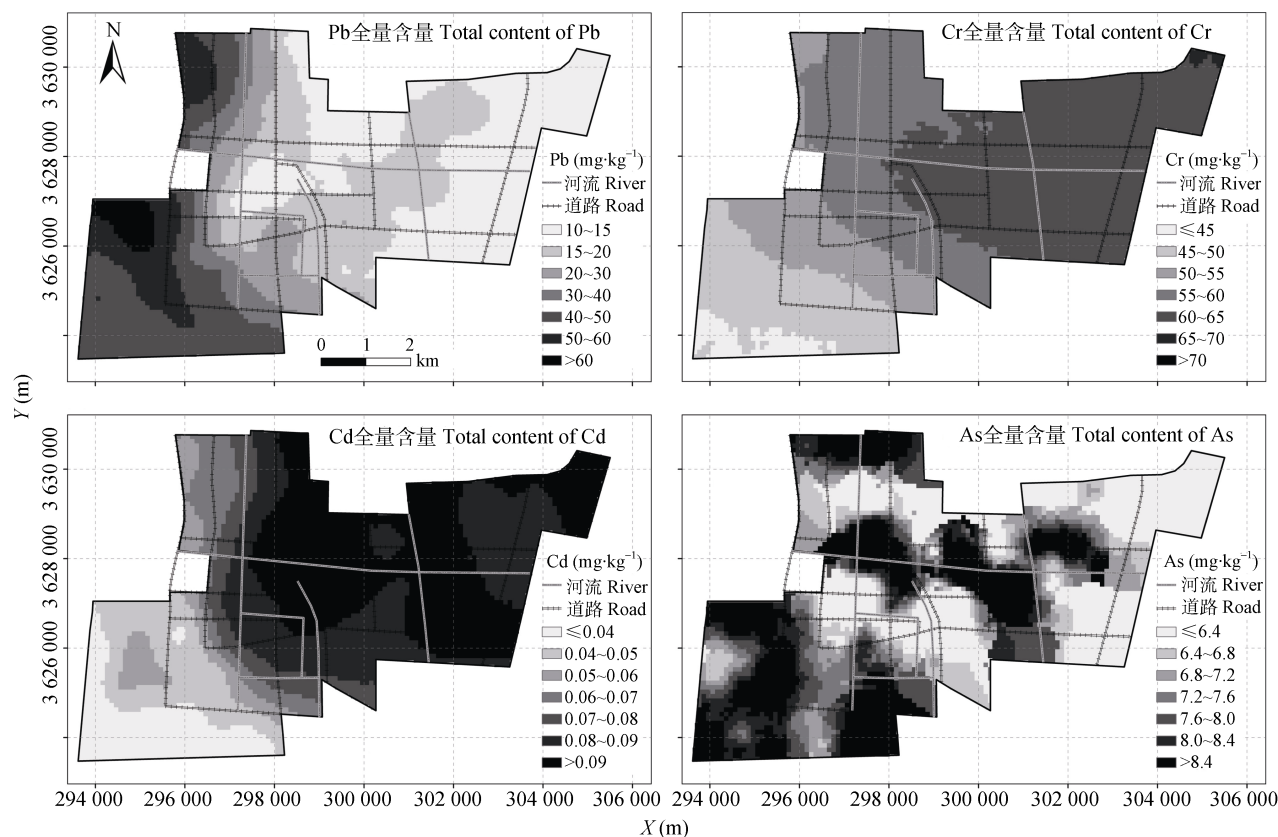 Pb全量含量 Total content of Pb
N
Pb (mg·kg⁻¹)
河流 River
道路 Road
10~15
15~20
20~30
30~40
40~50
50~60
>60
0 1 2
km
3 630 000
3 628 000
3 626 000
Cr全量含量 Total content of Cr
Cr (mg·kg⁻¹)
河流 River
道路 Road
≤45
45~50
50~55
55~60
60~65
65~70
>70
Y (m)
Cd全量含量 Total content of Cd
Cd (mg·kg⁻¹)
河流 River
道路 Road
≤0.04
0.04~0.05
0.05~0.06
0.06~0.07
0.07~0.08
0.08~0.09
>0.09
3 630 000
3 628 000
3 626 000
As全量含量 Total content of As
As (mg·kg⁻¹)
河流 River
道路 Road
≤6.4
6.4~6.8
6.8~7.2
7.2~7.6
7.6~8.0
8.0~8.4
>8.4
294 000 296 000 298 000 300 000 302 000 304 000 306 000
294 000 296 000 298 000 300 000 302 000 304 000 306 000
X (m)